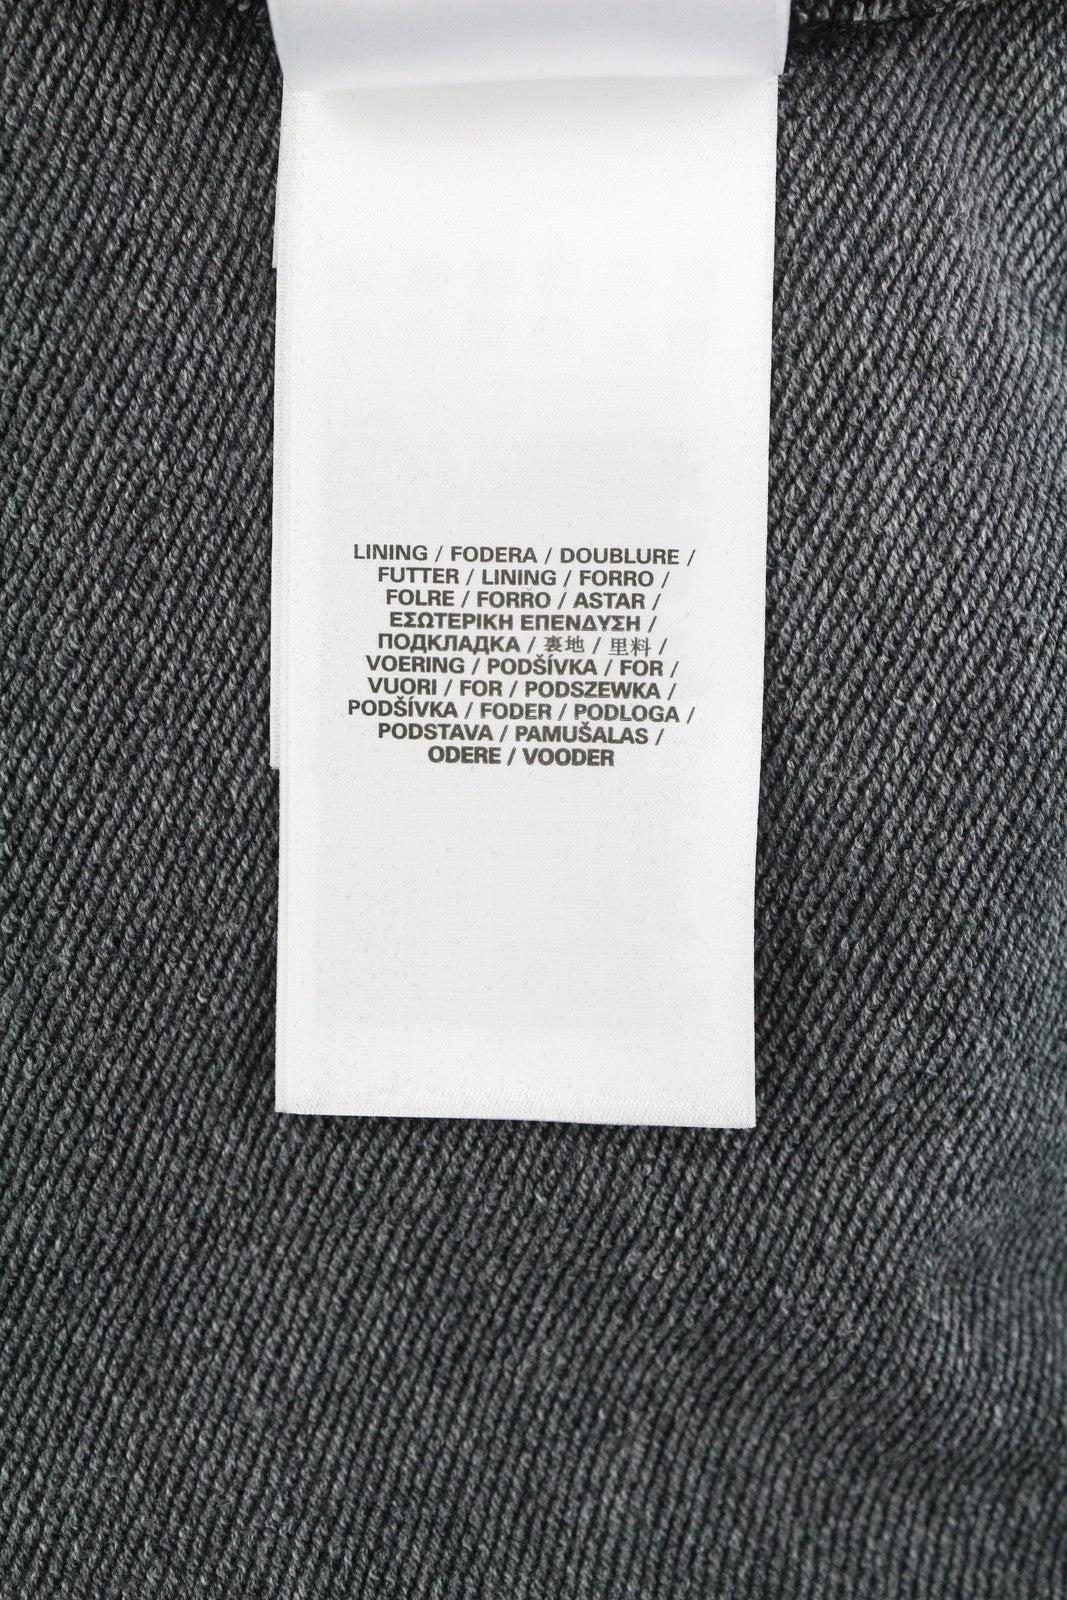 LINING / FODERA / DOUBLURE /
FUTTER / LINING / FORRO /
FOLRE / FORRO / ASTAR /
ΕΣΩΤΕΡΙΚΗ ΕΠΕΝΔΥΣΗ /
ПОДКЛАДКА / 裏地 / 里料 /
VOERING / PODŠÍVKA / FOR /
VUORI / FOR / PODSZEWKA /
PODŠÍVKA / FODER / PODLOGA /
PODSTAVA / PAMUŠALAS /
ODERE / VOODER